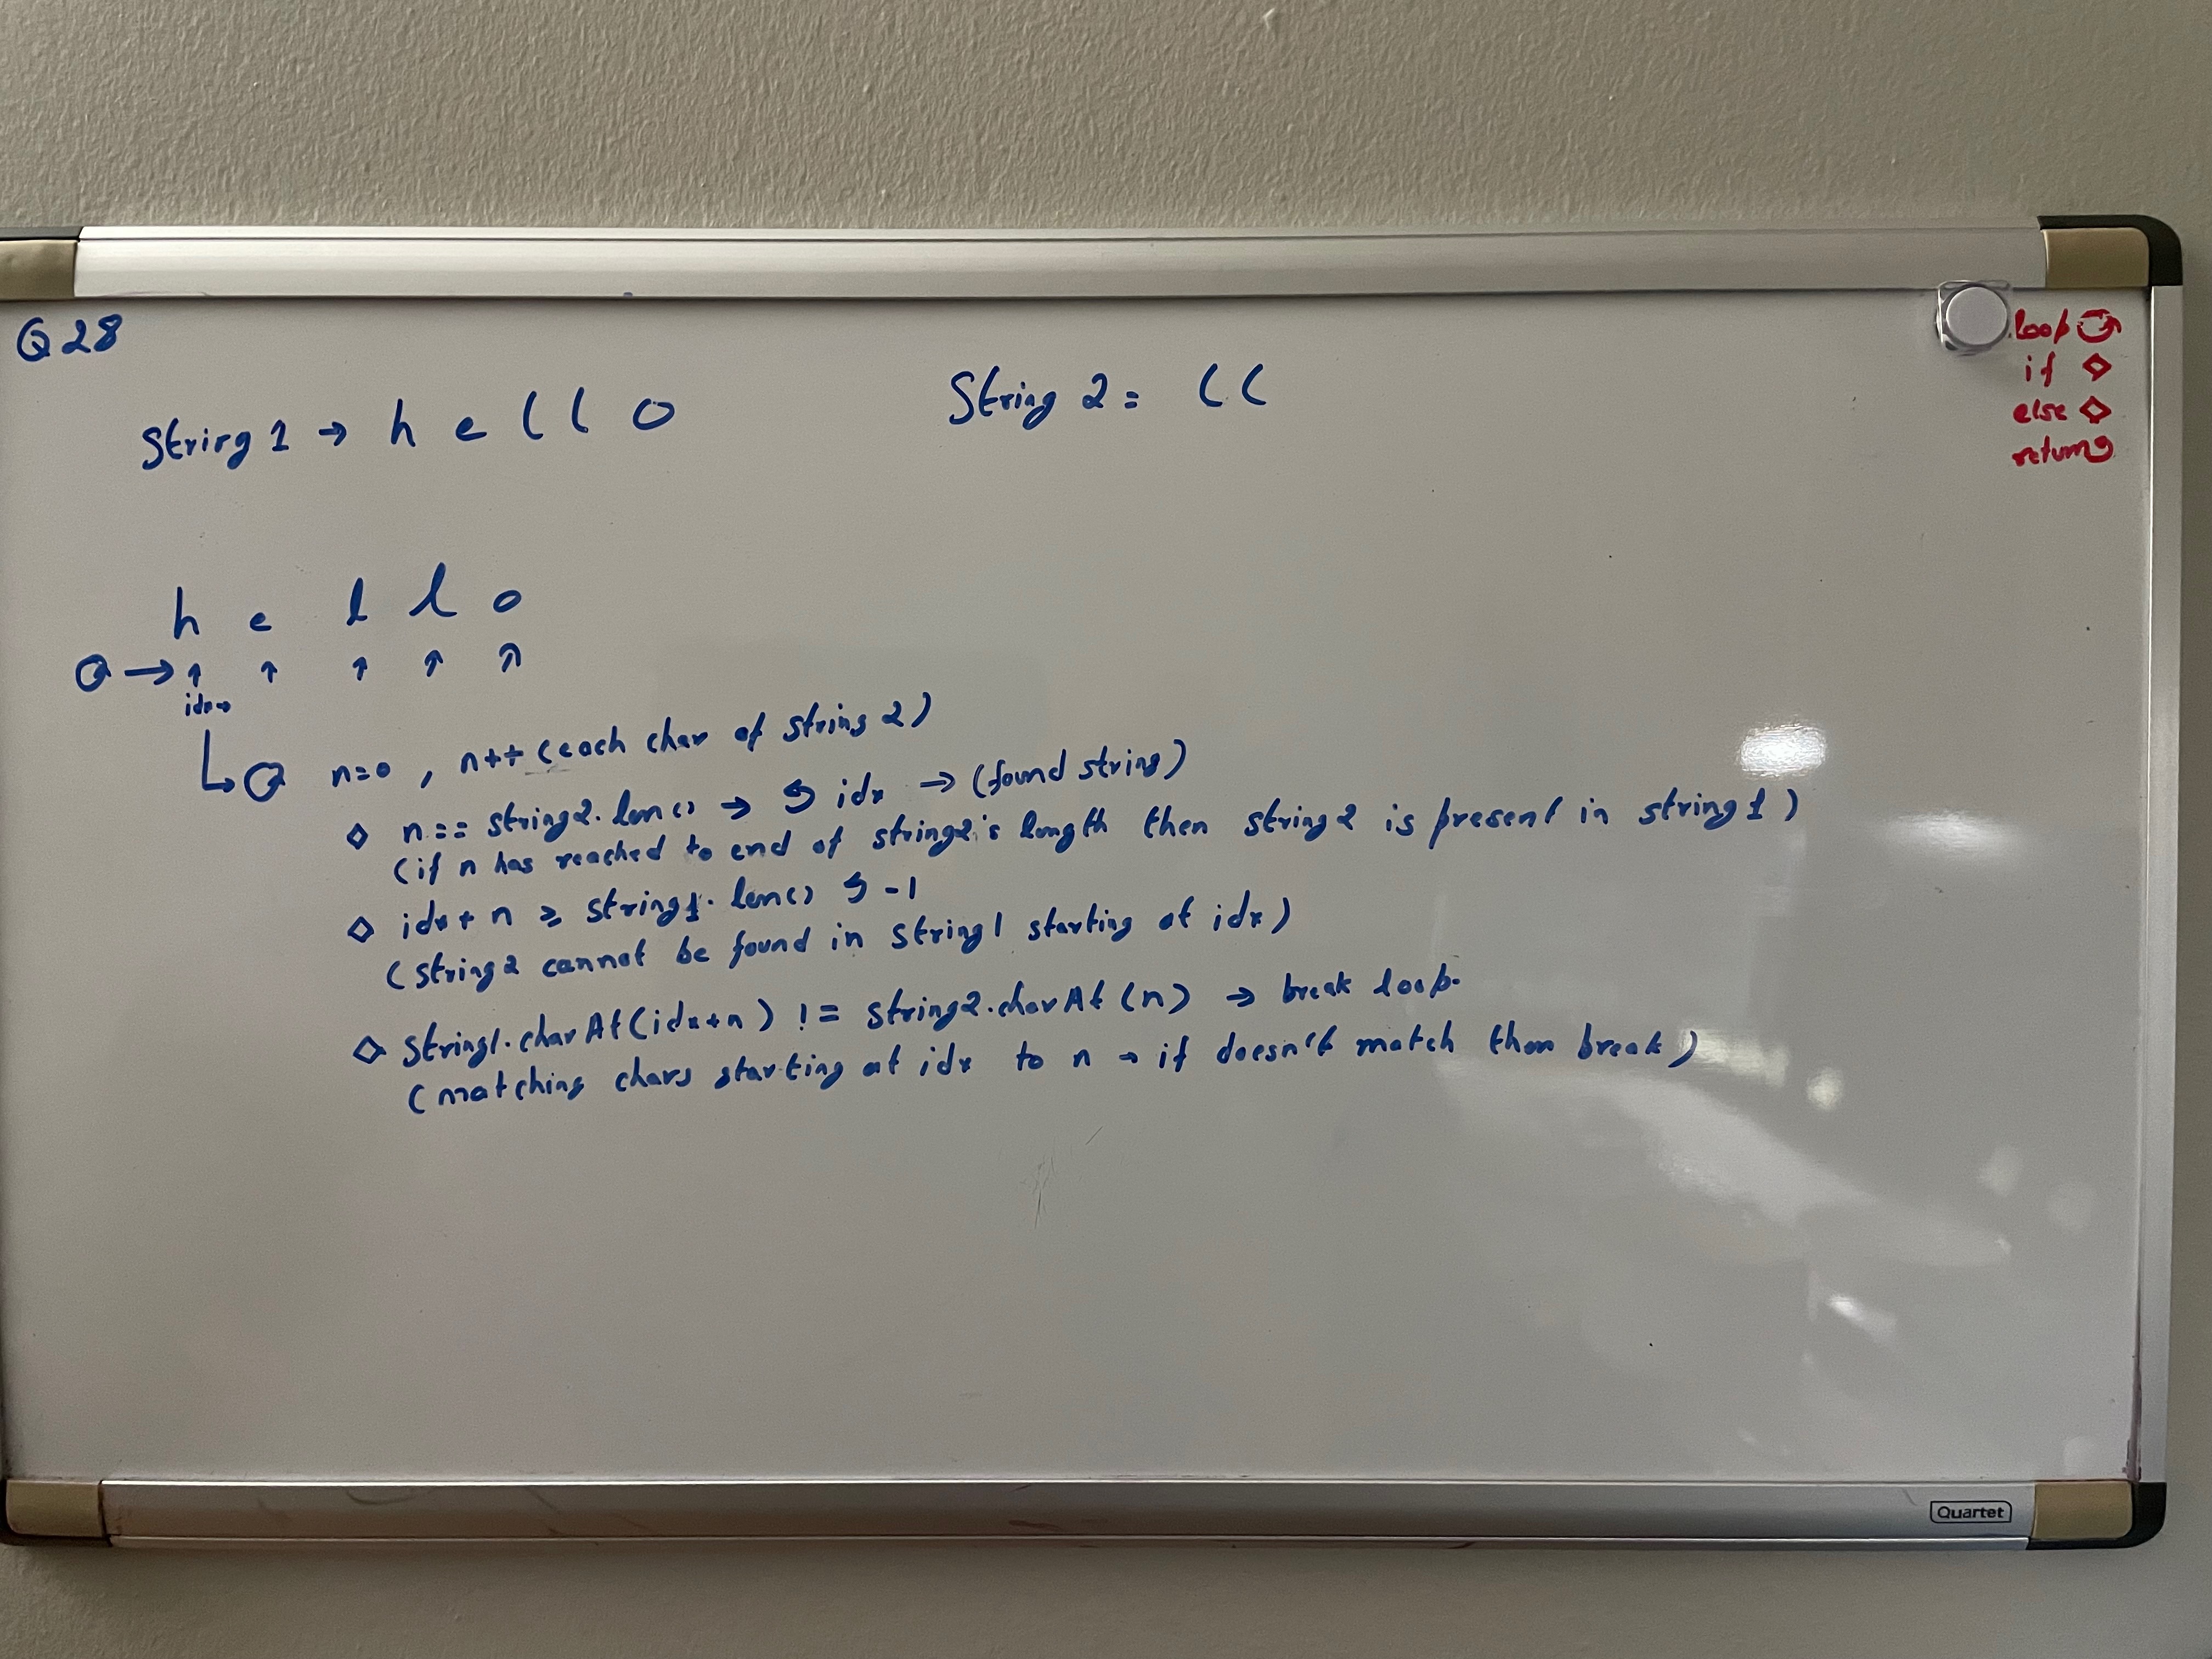 Q 28
loop
if
else
return
String 1 → h e l l o
String 2 = l l
h e l l o
→ ↑ ↑ ↑ ↑ ↑
idx→
n=0 , n++ (each char of string 2)
◇ n == string2.len() → idx → (found string)
(if n has reached to end of string2's length then string2 is present in string1)
◇ idx + n ≥ string1.len() -1
(string2 cannot be found in string1 starting at idx)
◇ string1.charAt(idx+n) != string2.charAt(n) → break loop.
(matching chars starting at idx to n → if doesn't match then break)
Quartet